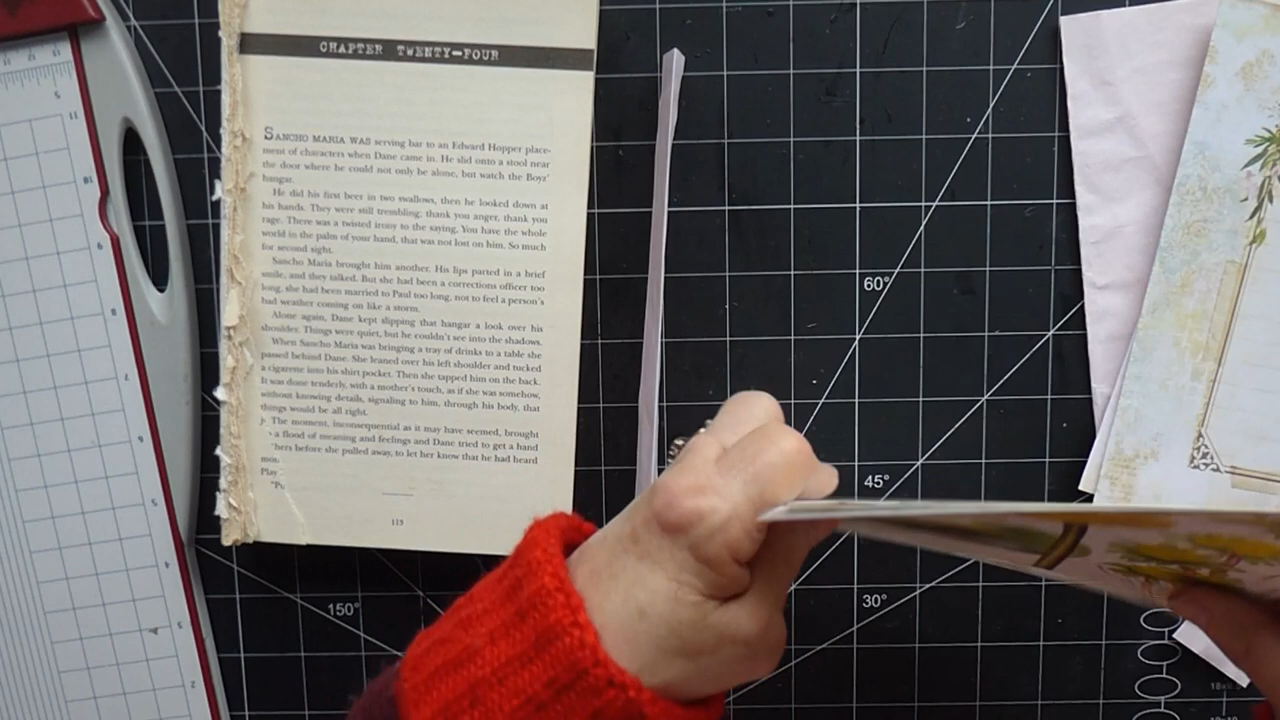 CHAPTER TWENTY-FOUR
SANCHO MARIA WAS serving bar to an Edward Hopper place-
ment of characters when Dane came in. He slid onto a stool near
the door where he could not only be alone, but watch the Boyz'
hangar.
He did his first beer in two swallows, then he looked down at
his hands. They were still trembling; thank you anger, thank you
rage. There was a twisted irony to the saying, You have the whole
world in the palm of your hand, that was not lost on him. So much
for second sight.
Sancho Maria brought him another. His lips parted in a brief
smile, and they talked. But she had been a corrections officer too
long, she had been married to Paul too long, not to feel a person's
bad weather coming on like a storm.
Alone again, Dane kept slipping that hangar a look over his
shoulder. Things were quiet, but he couldn't see into the shadows.
When Sancho Maria was bringing a tray of drinks to a table she
passed behind Dane. She leaned over his left shoulder and tucked
a cigarette into his shirt pocket. Then she tapped him on the back.
It was done tenderly, with a mother's touch, as if she was somehow,
without knowing details, signaling to him, through his body, that
things would be all right.
The moment, inconsequential as it may have seemed, brought
a flood of meaning and feelings and Dane tried to get a hand
hers before she pulled away, to let her know that he had heard
Play
119
60°
45°
30°
150°
11
10
9
8
7
6
5
4
5
2